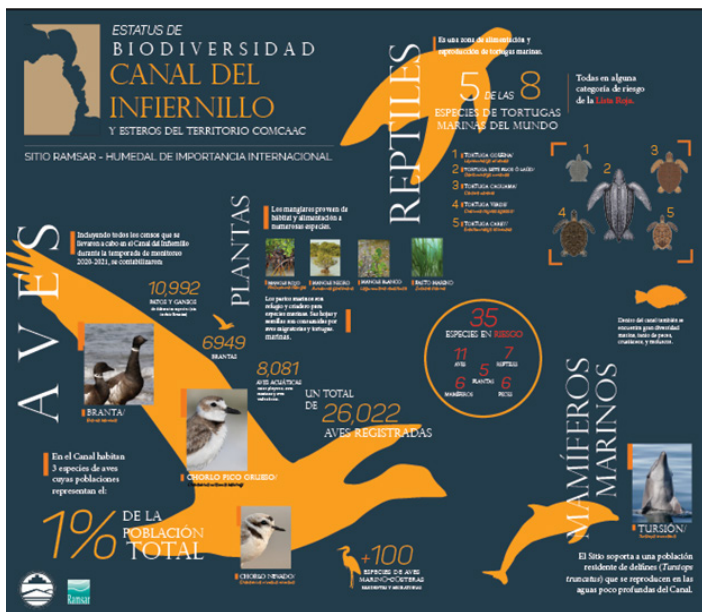 ESTATUS DE
BIODIVERSIDAD
CANAL DEL
INFIERNILLO
Y ESTEROS DEL TERRITORIO COMCAAC
SITIO RAMSAR - HUMEDAL DE IMPORTANCIA INTERNACIONAL
REPTILES
Es una zona de alimentación y
reproducción de tortugas marinas.
5 DE LAS 8
ESPECIES DE TORTUGAS
MARINAS DEL MUNDO
Todas en alguna
categoría de riesgo
de la Lista Roja.
1 TORTUGA GOLFINA/
2 TORTUGA SIETE FILOS O LAÚD/
3 TORTUGA CAGUAMA/
4 TORTUGA VERDE/
5 TORTUGA CAREY/
1
2
3
4
5
PLANTAS
Los manglares proveen de
hábitat y alimentación a
numerosas especies.
MANGLE ROJO
MANGLE NEGRO
MANGLE BLANCO
PASTO MARINO
Los pastos marinos son
refugio y criadero para
especies marinas. Sus hojas y
semillas son consumidas por
aves migratorias y tortugas
marinas.
AVES
Incluyendo todos los censos que se
llevaron a cabo en el Canal del Infiernillo
durante la temporada de monitoreo
2020-2021, se contabilizaron:
10,992
PATOS Y GANSOS
6949
BRANTAS
8,081
AVES ACUÁTICAS
UN TOTAL
DE 26,022
AVES REGISTRADAS
BRANTA/
CHORLO PICO GRUESO/
CHORLO NEVADO/
En el Canal habitan
3 especies de aves
cuyas poblaciones
representan el:
1% DE LA
POBLACIÓN
TOTAL
+100
ESPECIES DE AVES
MARINO-COSTERAS
RESIDENTES Y MIGRATORIAS
35
ESPECIES EN RIESGO
11
AVES
7
REPTILES
5
PLANTAS
6
MAMÍFEROS
6
PECES
Dentro del canal también se
encuentra gran diversidad
marina, tanto de peces,
crustáceos, y moluscos.
MAMÍFEROS
MARINOS
TURSIÓN/
El Sitio soporta a una población
residente de delfines (Tursiops
truncatus) que se reproducen en las
aguas poco profundas del Canal.
Ramsar